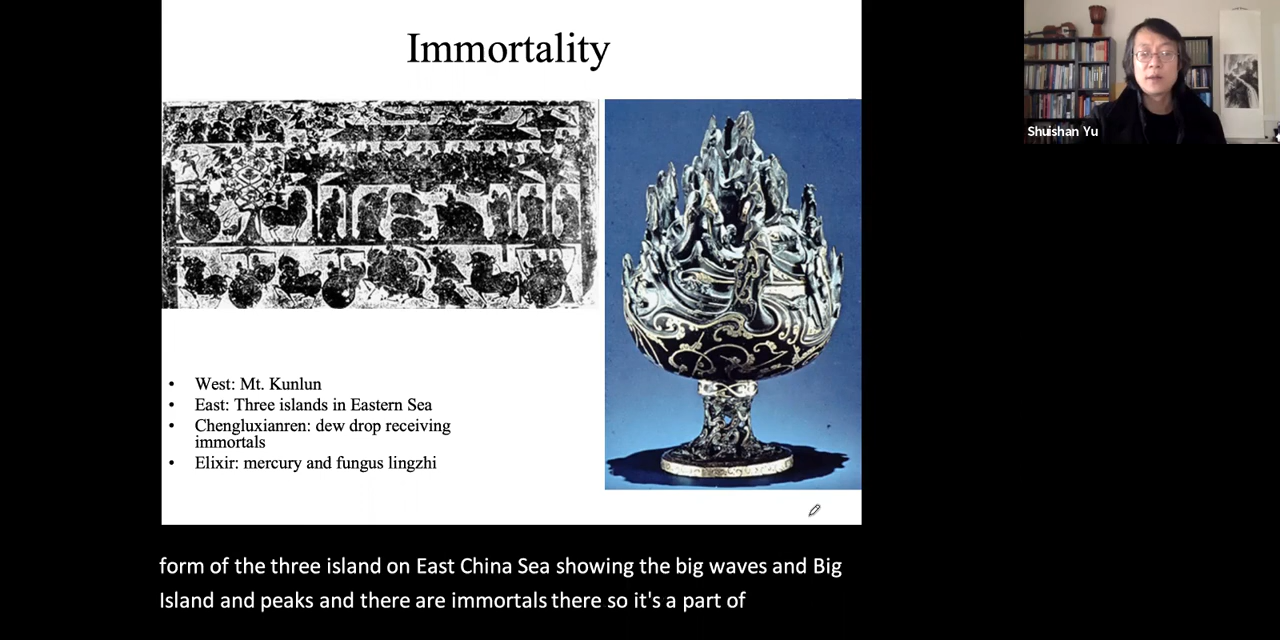 Immortality
Shuishan Yu
• West: Mt. Kunlun
• East: Three islands in Eastern Sea
• Chengluxianren: dew drop receiving
immortals
• Elixir: mercury and fungus lingzhi
form of the three island on East China Sea showing the big waves and Big
Island and peaks and there are immortals there so it's a part of